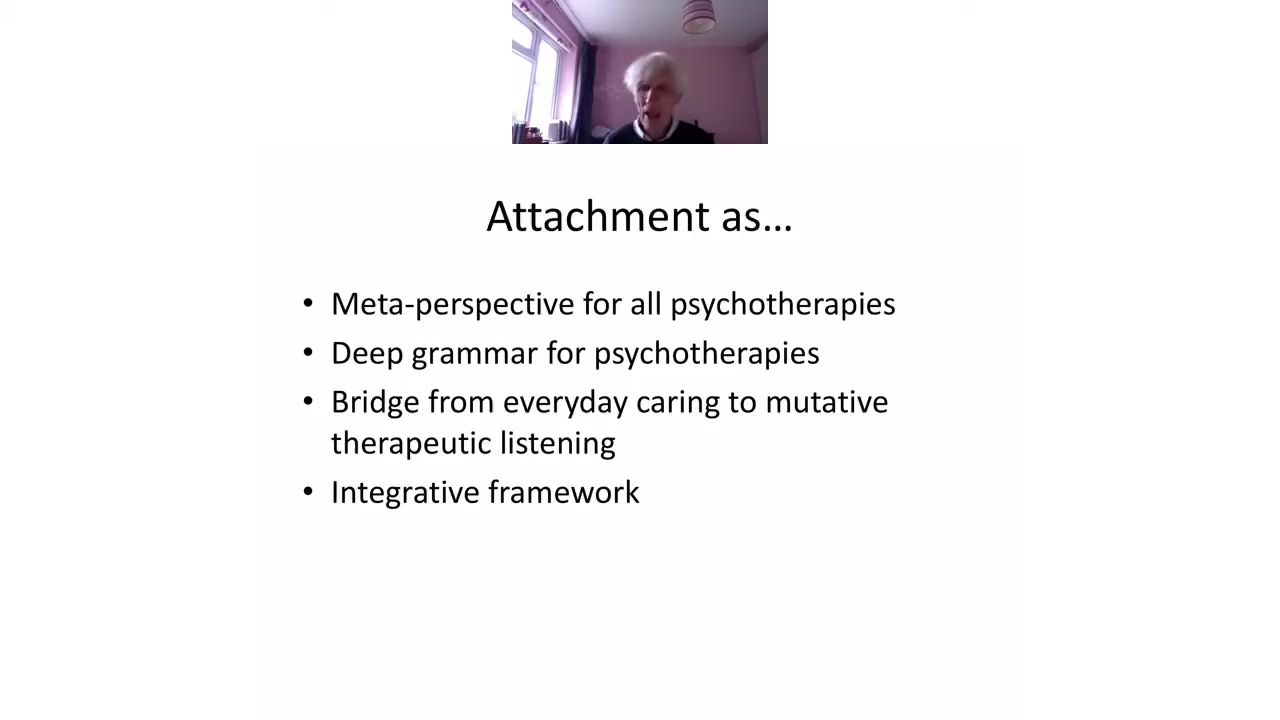 Attachment as...
• Meta-perspective for all psychotherapies
• Deep grammar for psychotherapies
• Bridge from everyday caring to mutative
therapeutic listening
• Integrative framework